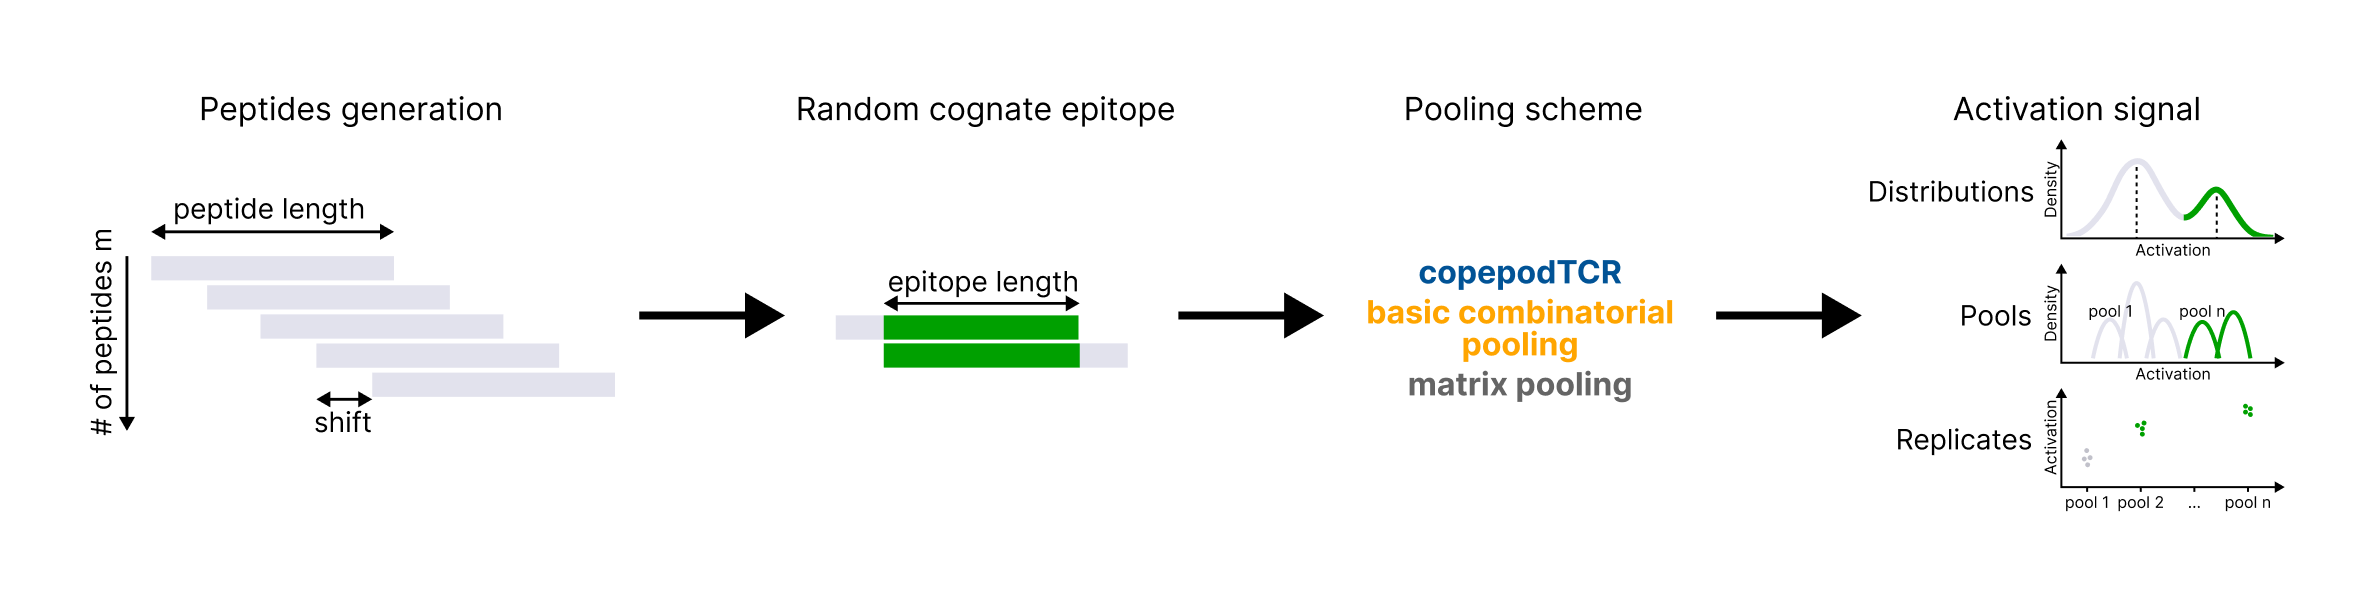 Peptides generation
peptide length
# of peptides m
shift
Random cognate epitope
epitope length
Pooling scheme
copepodTCR
basic combinatorial
pooling
matrix pooling
Activation signal
Distributions
Density
Activation
Pools
Density
pool 1
pool n
Activation
Replicates
Activation
pool 1
pool 2
...
pool n